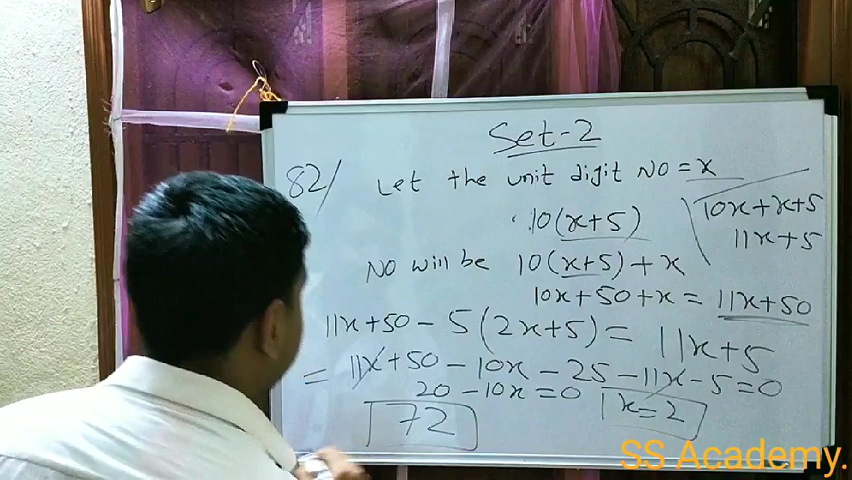 Set-2
82/ Let the unit digit NO = x
10(x+5)
10x+x+5
11x+5
NO will be 10(x+5)+x
10x+50+x = 11x+50
11x+50 - 5(2x+5) = 11x+5
= 11x+50 - 10x - 25 - 11x - 5 = 0
20 - 10x = 0 x = 2
72
SS Academy.